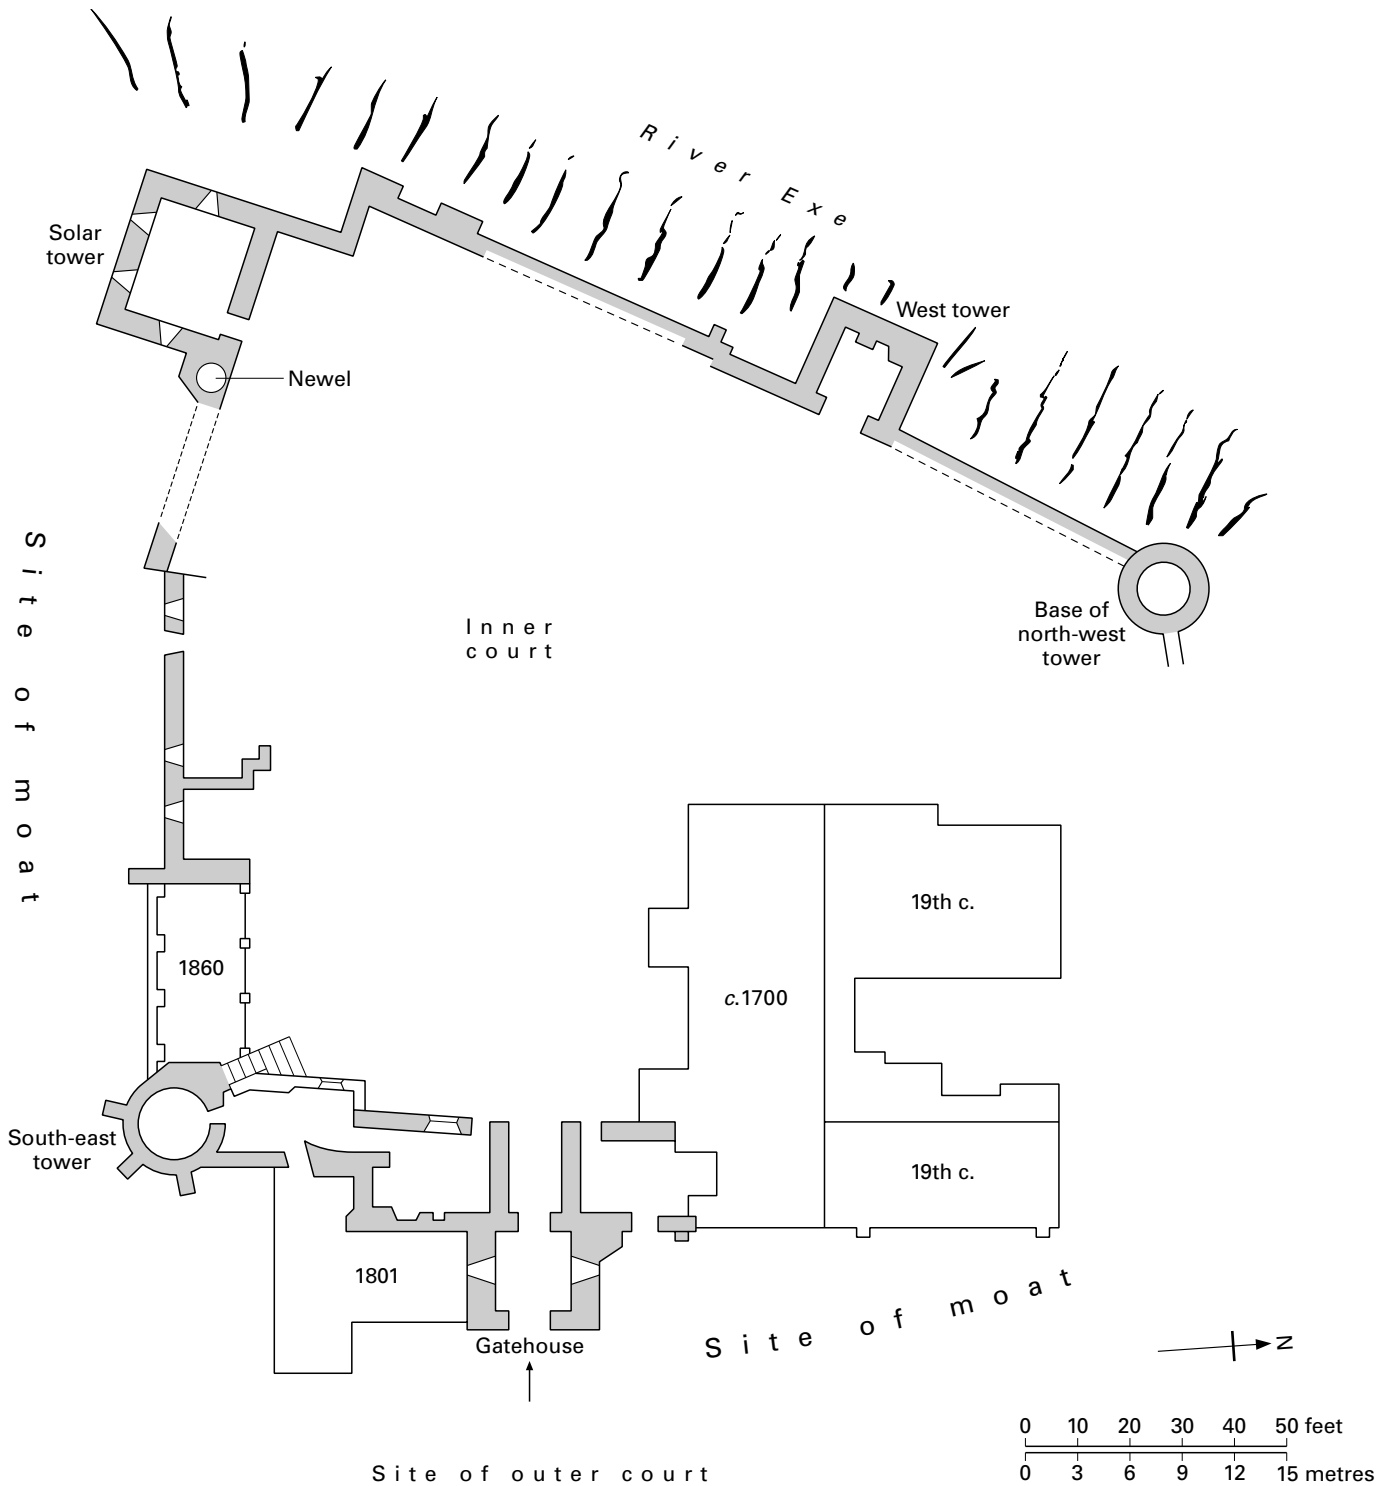 River Exe
Solar
tower
West tower
Newel
Site of moat
Inner
court
Base of
north-west
tower
19th c.
1860
c.1700
South-east
tower
19th c.
1801
Site of moat
Gatehouse
N
0 10 20 30 40 50 feet
0 3 6 9 12 15 metres
Site of outer court